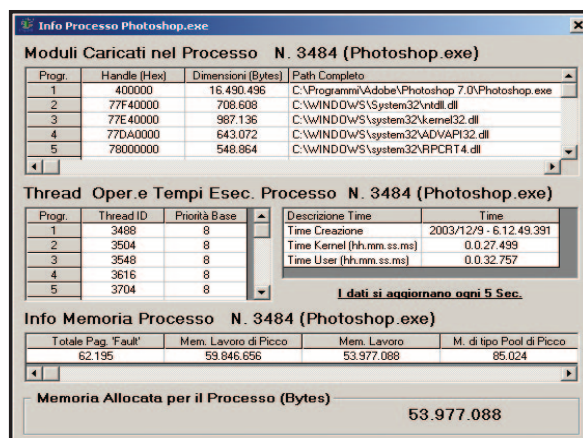 Info Processo Photoshop.exe
Moduli Caricati nel Processo N. 3484 (Photoshop.exe)
Progr. Handle (Hex) Dimensioni (Bytes) Path Completo
1 400000 16.490.496 C:\Programmi\Adobe\Photoshop 7.0\Photoshop.exe
2 77F40000 708.608 C:\WINDOWS\System32\ntdll.dll
3 77E40000 987.136 C:\WINDOWS\system32\kernel32.dll
4 77DA0000 643.072 C:\WINDOWS\system32\ADVAPI32.dll
5 78000000 548.864 C:\WINDOWS\system32\RPCRT4.dll
Thread Oper.e Tempi Esec. Processo N. 3484 (Photoshop.exe)
Progr. Thread ID Priorità Base
1 3488 8
2 3504 8
3 3548 8
4 3616 8
5 3704 8
Descrizione Time Time
Time Creazione 2003/12/9 - 6.12.49.391
Time Kernel (hh.mm.ss.ms) 0.0.27.499
Time User (hh.mm.ss.ms) 0.0.32.757
I dati si aggiornano ogni 5 Sec.
Info Memoria Processo N. 3484 (Photoshop.exe)
Totale Pag. 'Fault' Mem. Lavoro di Picco Mem. Lavoro M. di tipo Pool di Picco
62.195 59.846.656 53.977.088 85.024
Memoria Allocata per il Processo (Bytes)
53.977.088